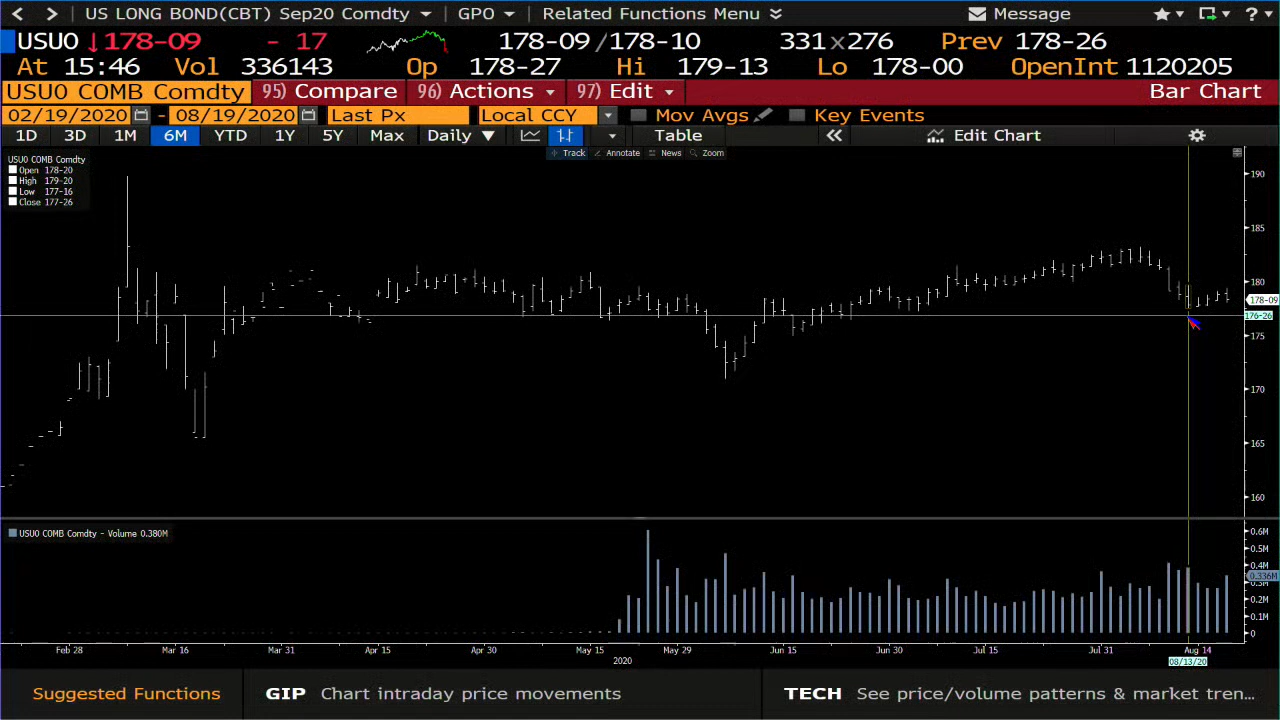 US LONG BOND(CBT) Sep20 Comdty GPO Related Functions Menu Message ?
USU0 ↓178-09 - 17 178-09/178-10 331x276 Prev 178-26
At 15:46 Vol 336143 Op 178-27 Hi 179-13 Lo 178-00 OpenInt 1120205
USU0 COMB Comdty 95) Compare 96) Actions 97) Edit Bar Chart
02/19/2020 - 08/19/2020 Last Px Local CCY Mov Avgs Key Events
1D 3D 1M 6M YTD 1Y 5Y Max Daily ▼ Table « Edit Chart
Track Annotate News Zoom
USU0 COMB Comdty
Open 178-20
High 179-20
Low 177-16
Close 177-26
190
185
180
178-09
176-26
175
170
165
160
USU0 COMB Comdty - Volume 0.380M
0.6M
0.5M
0.4M
0.336M
0.3M
0.2M
0.1M
0
Feb 28 Mar 16 Mar 31 Apr 15 Apr 30 May 15 May 29 Jun 15 Jun 30 Jul 15 Jul 31 Aug 14
2020 08/13/20
Suggested Functions GIP Chart intraday price movements TECH See price/volume patterns & market tren...